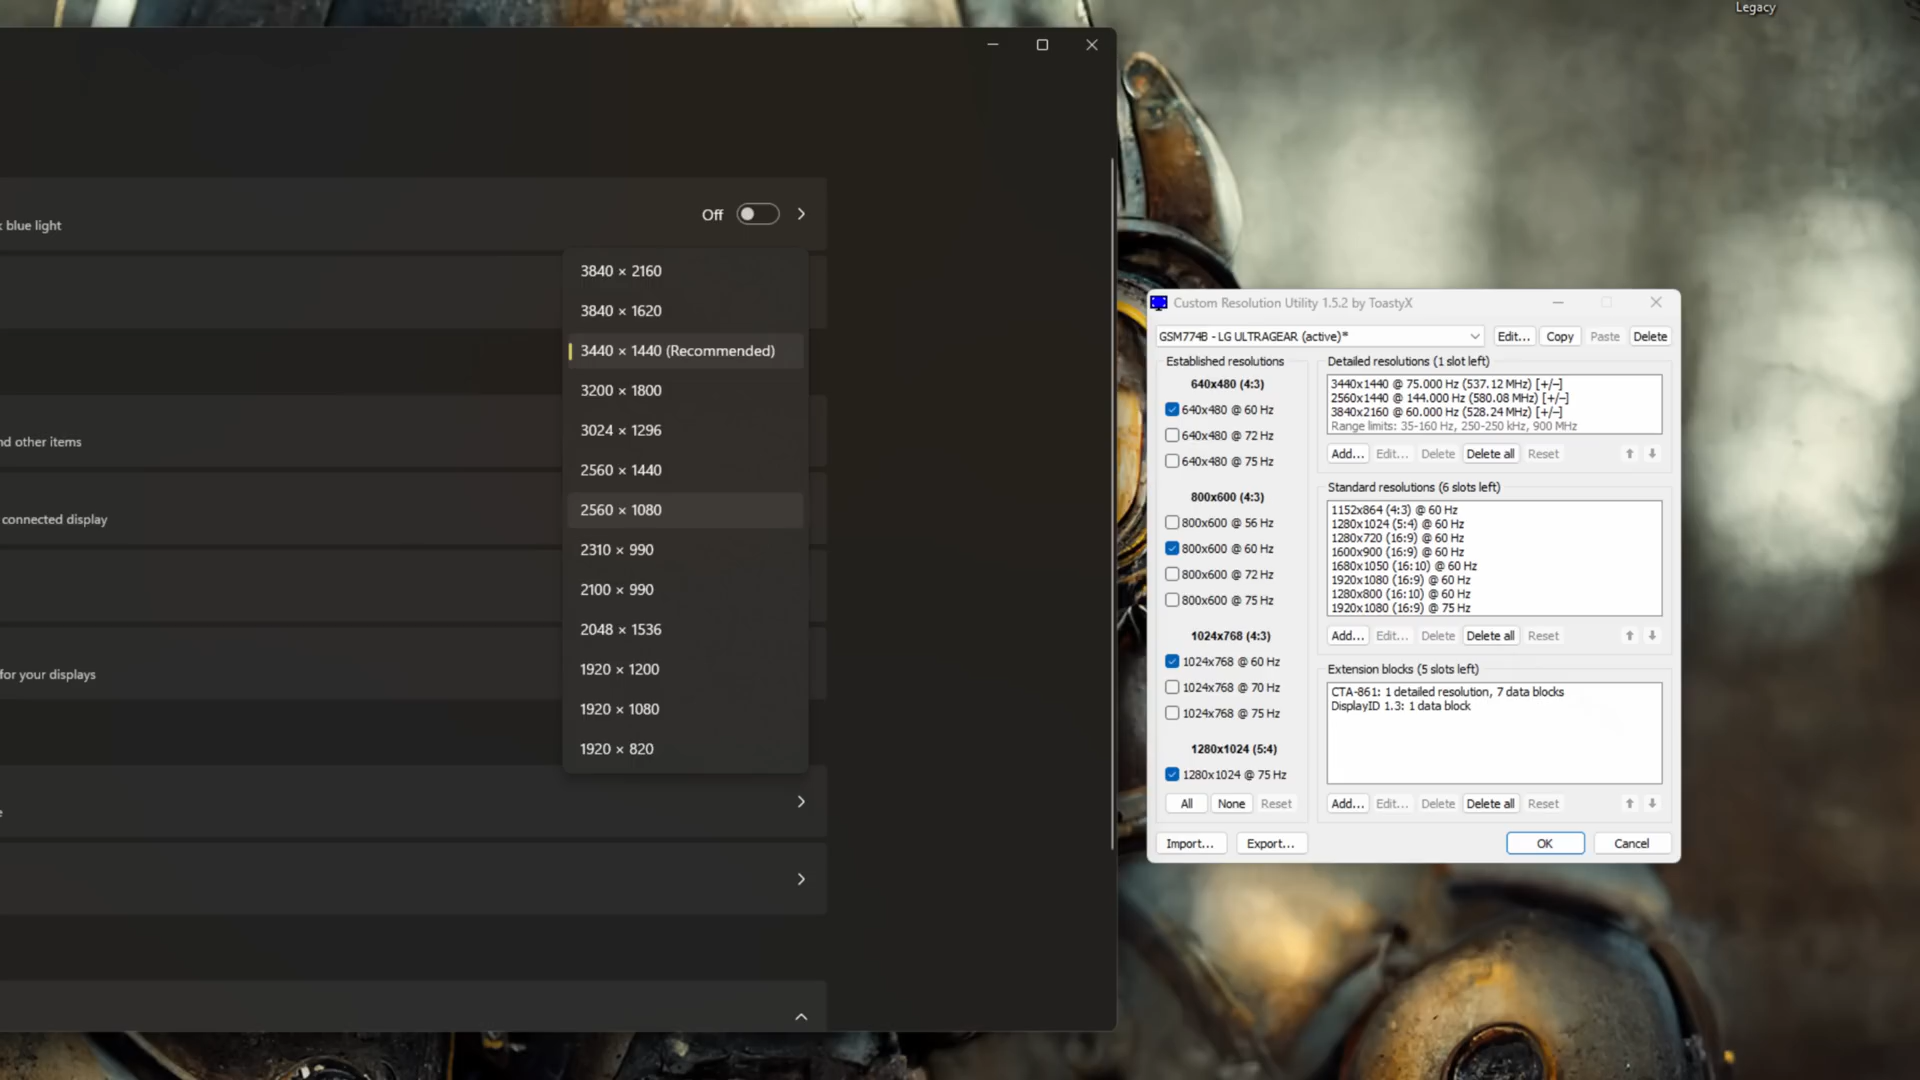 Legacy
blue light
Off
nd other items
connected display
for your displays
3840 × 2160
3840 × 1620
3440 × 1440 (Recommended)
3200 × 1800
3024 × 1296
2560 × 1440
2560 × 1080
2310 × 990
2100 × 990
2048 × 1536
1920 × 1200
1920 × 1080
1920 × 820
Custom Resolution Utility 1.5.2 by ToastyX
GSM774B - LG ULTRAGEAR (active)*
Edit...
Copy
Paste
Delete
Established resolutions
640x480 (4:3)
640x480 @ 60 Hz
640x480 @ 72 Hz
640x480 @ 75 Hz
800x600 (4:3)
800x600 @ 56 Hz
800x600 @ 60 Hz
800x600 @ 72 Hz
800x600 @ 75 Hz
1024x768 (4:3)
1024x768 @ 60 Hz
1024x768 @ 70 Hz
1024x768 @ 75 Hz
1280x1024 (5:4)
1280x1024 @ 75 Hz
All
None
Reset
Detailed resolutions (1 slot left)
3440x1440 @ 75.000 Hz (537.12 MHz) [+/-]
2560x1440 @ 144.000 Hz (580.08 MHz) [+/-]
3840x2160 @ 60.000 Hz (528.24 MHz) [+/-]
Range limits: 35-160 Hz, 250-250 kHz, 900 MHz
Add...
Edit...
Delete
Delete all
Reset
Standard resolutions (6 slots left)
1152x864 (4:3) @ 60 Hz
1280x1024 (5:4) @ 60 Hz
1280x720 (16:9) @ 60 Hz
1600x900 (16:9) @ 60 Hz
1680x1050 (16:10) @ 60 Hz
1920x1080 (16:9) @ 60 Hz
1280x800 (16:10) @ 60 Hz
1920x1080 (16:9) @ 75 Hz
Add...
Edit...
Delete
Delete all
Reset
Extension blocks (5 slots left)
CTA-861: 1 detailed resolution, 7 data blocks
DisplayID 1.3: 1 data block
Add...
Edit...
Delete
Delete all
Reset
Import...
Export...
OK
Cancel